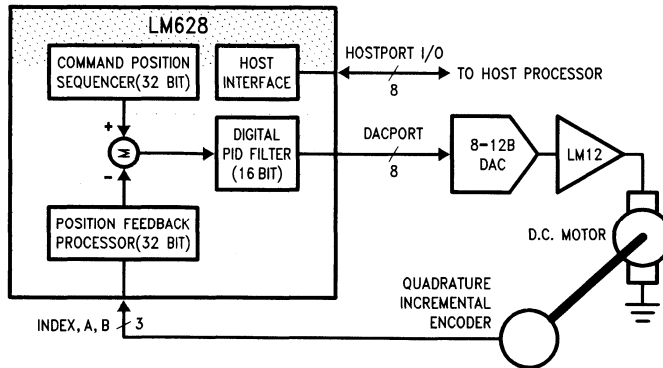 LM628
COMMAND POSITION
SEQUENCER(32 BIT)
HOST
INTERFACE
HOSTPORT I/O
8
TO HOST PROCESSOR
+
Σ
-
DIGITAL
PID FILTER
(16 BIT)
DACPORT
8
8-12B
DAC
LM12
POSITION FEEDBACK
PROCESSOR(32 BIT)
D.C. MOTOR
QUADRATURE
INCREMENTAL
ENCODER
INDEX, A, B
3